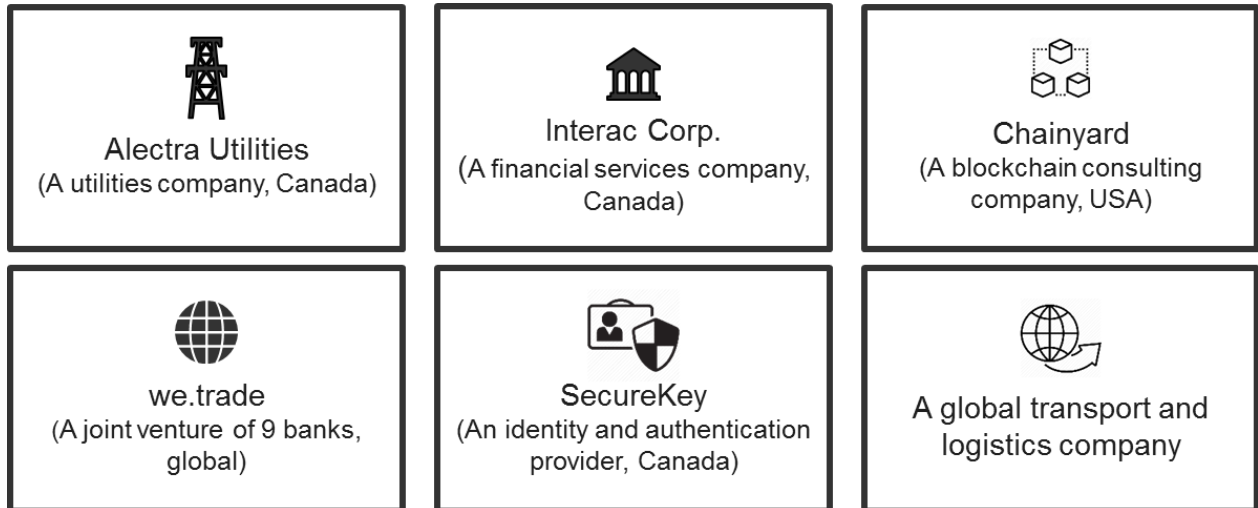 Alectra Utilities
(A utilities company, Canada)
Interac Corp.
(A financial services company,
Canada)
Chainyard
(A blockchain consulting
company, USA)
we.trade
(A joint venture of 9 banks,
global)
SecureKey
(An identity and authentication
provider, Canada)
A global transport and
logistics company